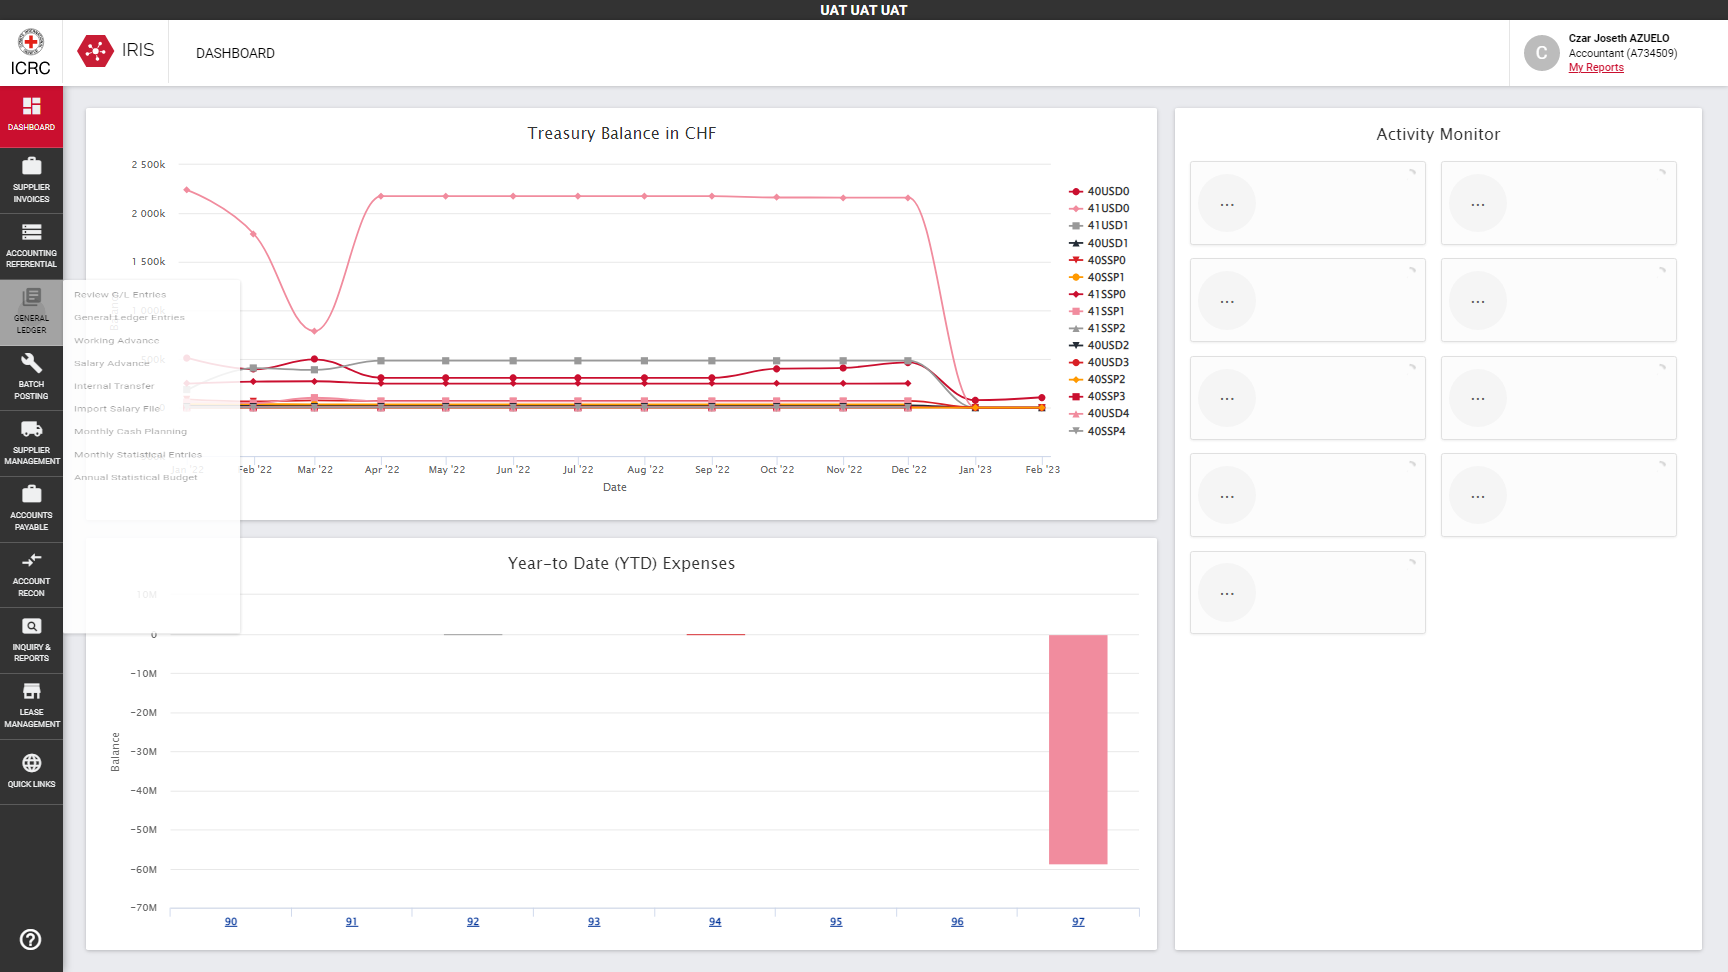 UAT UAT UAT
ICRC
IRIS
DASHBOARD
C
Czar Joseth AZUELO
Accountant (A734509)
My Reports
DASHBOARD
SUPPLIER
INVOICES
ACCOUNTING
REFERENTIAL
GENERAL
LEDGER
BATCH
POSTING
SUPPLIER
MANAGEMENT
ACCOUNTS
PAYABLE
ACCOUNT
RECON
INQUIRY &
REPORTS
LEASE
MANAGEMENT
QUICK LINKS
Review G/L Entries
General Ledger Entries
Working Advance
Salary Advance
Internal Transfer
Import Salary File
Monthly Cash Planning
Monthly Statistical Entries
Annual Statistical Budget
Treasury Balance in CHF
2 500k
2 000k
1 500k
1 000k
500k
0
Jan '22
Feb '22
Mar '22
Apr '22
May '22
Jun '22
Jul '22
Aug '22
Sep '22
Oct '22
Nov '22
Dec '22
Jan '23
Feb '23
Date
40USD0
41USD0
41USD1
40USD1
40SSP0
40SSP1
41SSP0
41SSP1
41SSP2
40USD2
40USD3
40SSP2
40SSP3
40USD4
40SSP4
Year-to Date (YTD) Expenses
10M
0
-10M
-20M
-30M
-40M
-50M
-60M
-70M
Balance
90
91
92
93
94
95
96
97
Activity Monitor
...
...
...
...
...
...
...
...
...